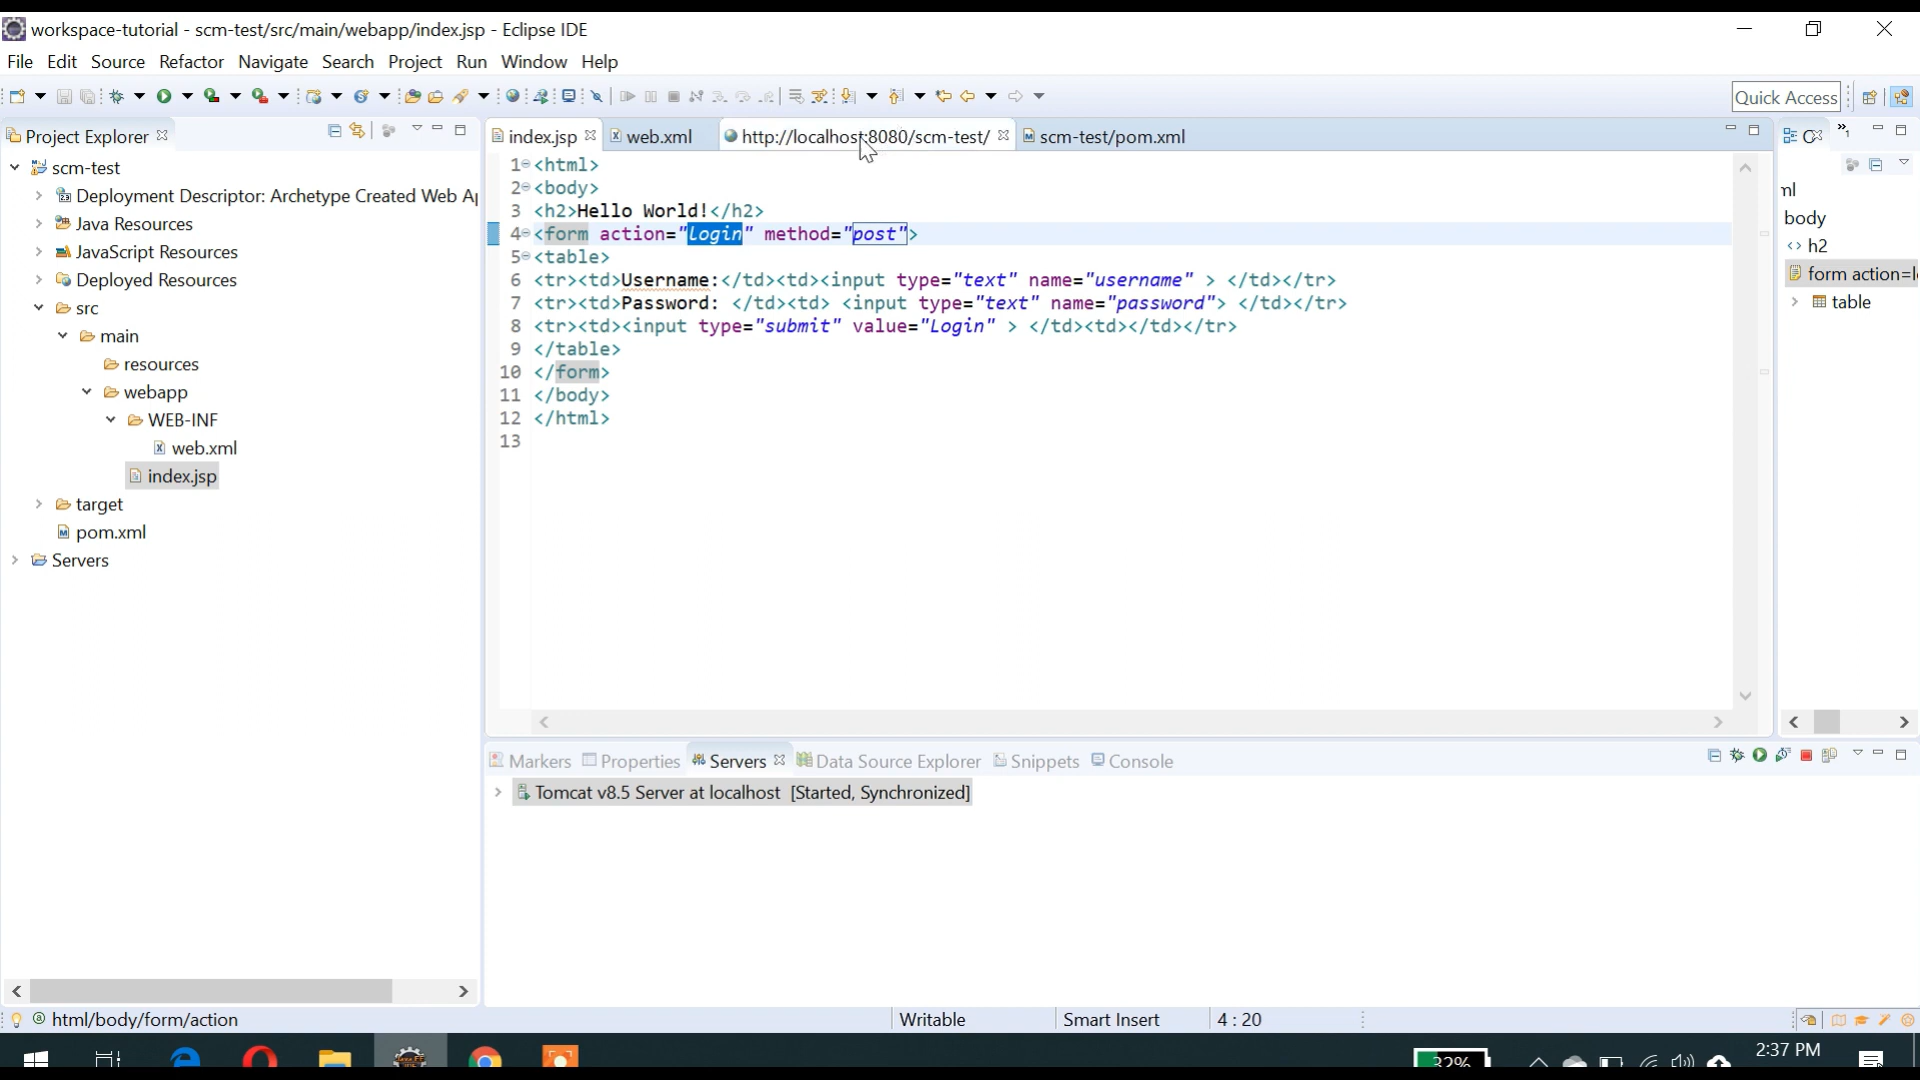 workspace-tutorial - scm-test/src/main/webapp/index.jsp - Eclipse IDE
File Edit Source Refactor Navigate Search Project Run Window Help
Quick Access
Project Explorer
index.jsp web.xml http://localhost:8080/scm-test/ scm-test/pom.xml
scm-test
Deployment Descriptor: Archetype Created Web Ap
Java Resources
JavaScript Resources
Deployed Resources
src
main
resources
webapp
WEB-INF
web.xml
index.jsp
target
pom.xml
Servers
1 <html>
2 <body>
3 <h2>Hello World!</h2>
4 <form action="login" method="post">
5 <table>
6 <tr><td>Username:</td><td><input type="text" name="username" > </td></tr>
7 <tr><td>Password: </td><td> <input type="text" name="password"> </td></tr>
8 <tr><td><input type="submit" value="Login" > </td><td></td></tr>
9 </table>
10 </form>
11 </body>
12 </html>
13
ml
body
h2
form action=l
table
Markers Properties Servers Data Source Explorer Snippets Console
Tomcat v8.5 Server at localhost [Started, Synchronized]
html/body/form/action Writable Smart Insert 4 : 20
32% 2:37 PM